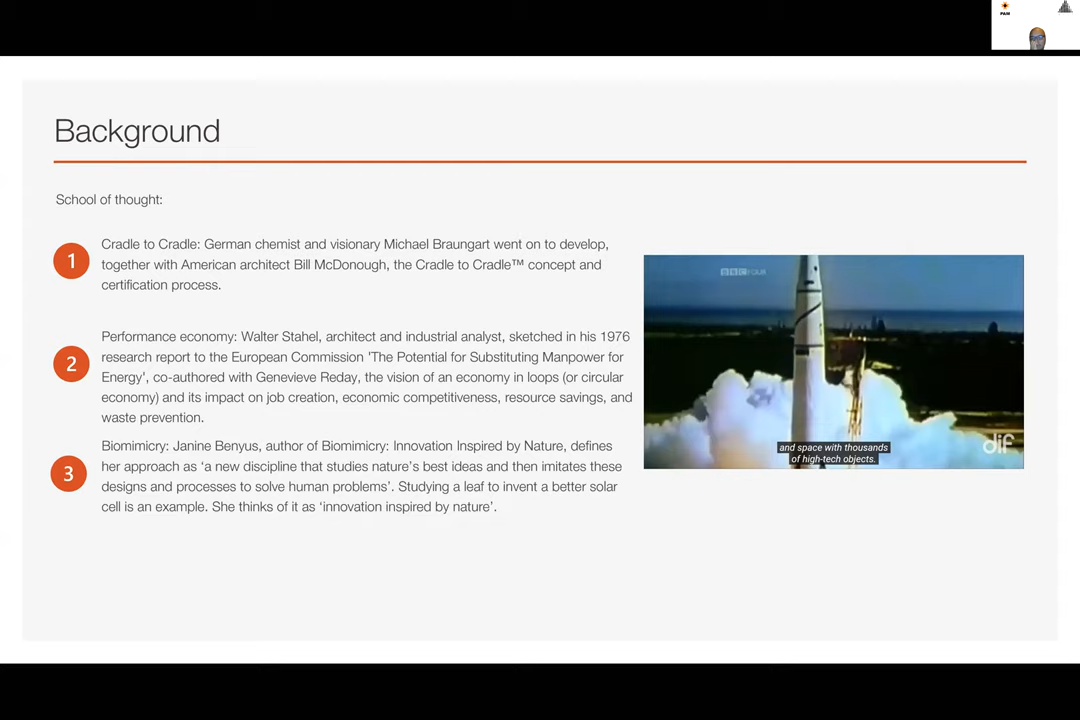 PAM
Background
School of thought:
1
Cradle to Cradle: German chemist and visionary Michael Braungart went on to develop,
together with American architect Bill McDonough, the Cradle to Cradle™ concept and
certification process.
2
Performance economy: Walter Stahel, architect and industrial analyst, sketched in his 1976
research report to the European Commission 'The Potential for Substituting Manpower for
Energy', co-authored with Genevieve Reday, the vision of an economy in loops (or circular
economy) and its impact on job creation, economic competitiveness, resource savings, and
waste prevention.
3
Biomimicry: Janine Benyus, author of Biomimicry: Innovation Inspired by Nature, defines
her approach as ‘a new discipline that studies nature’s best ideas and then imitates these
designs and processes to solve human problems’. Studying a leaf to invent a better solar
cell is an example. She thinks of it as ‘innovation inspired by nature’.
BBC FOUR
and space with thousands
of high-tech objects.
dif